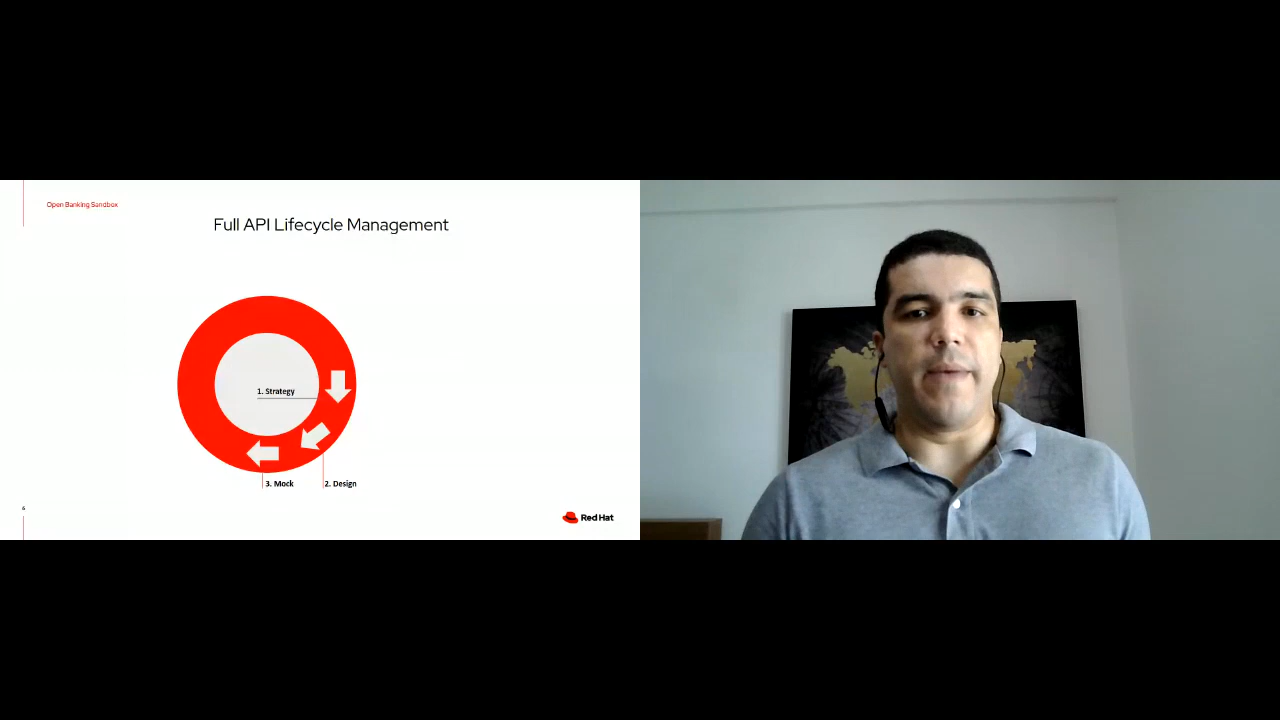 Open Banking Sandbox
Full API Lifecycle Management
1. Strategy
3. Mock
2. Design
Red Hat